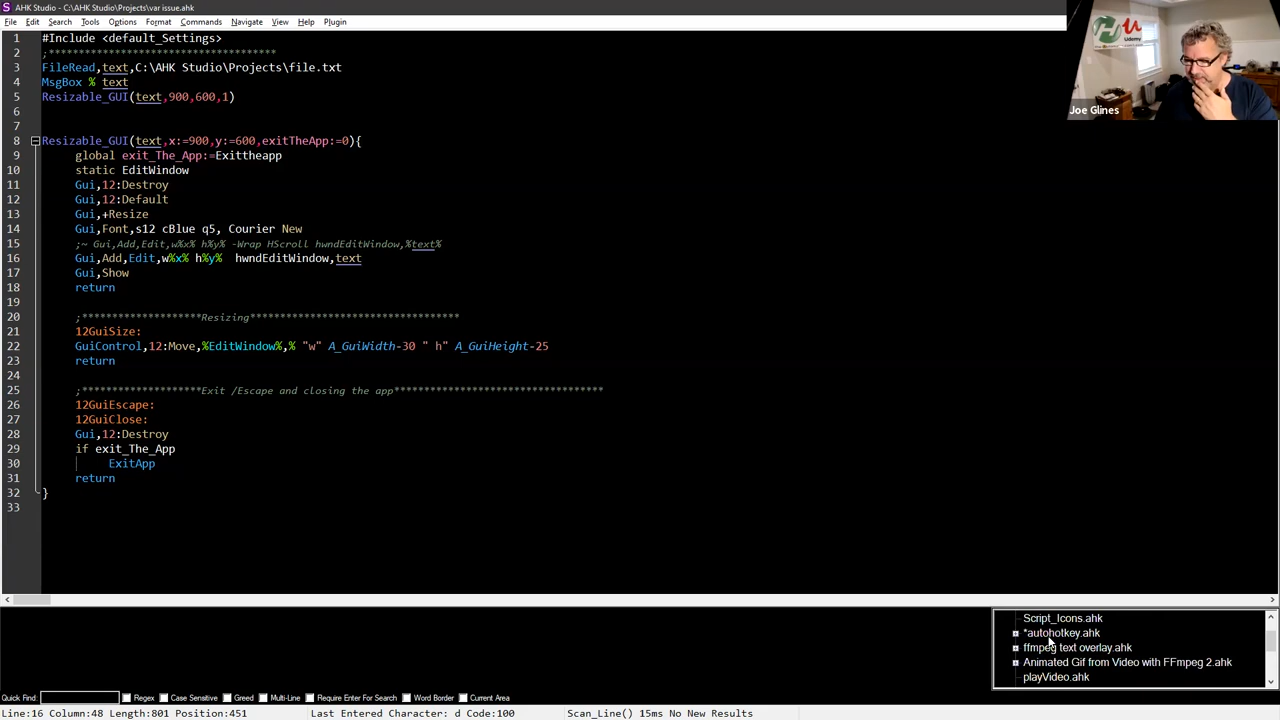 AHK Studio - C:\AHK Studio\Projects\var issue.ahk
File Edit Search Tools Options Format Commands Navigate View Help Plugin
1 #Include <default_Settings>
2 ;**************************************
3 FileRead,text,C:\AHK Studio\Projects\file.txt
4 MsgBox % text
5 Resizable_GUI(text,900,600,1)
6
7
8 Resizable_GUI(text,x:=900,y:=600,exitTheApp:=0){
9 global exit_The_App:=Exittheapp
10 static EditWindow
11 Gui,12:Destroy
12 Gui,12:Default
13 Gui,+Resize
14 Gui,Font,s12 cBlue q5, Courier New
15 ;~ Gui,Add,Edit,w%x% h%y% -Wrap HScroll hwndEditWindow,%text%
16 Gui,Add,Edit,w%x% h%y%  hwndEditWindow,text
17 Gui,Show
18 return
19
20 ;********************Resizing***********************************
21 12GuiSize:
22 GuiControl,12:Move,%EditWindow%,% "w" A_GuiWidth-30 " h" A_GuiHeight-25
23 return
24
25 ;********************Exit /Escape and closing the app***********************************
26 12GuiEscape:
27 12GuiClose:
28 Gui,12:Destroy
29 if exit_The_App
30 ExitApp
31 return
32 }
33
Udemy
Joe Glines
Script_Icons.ahk
*autohotkey.ahk
ffmpeg text overlay.ahk
Animated Gif from Video with FFmpeg 2.ahk
playVideo.ahk
Quick Find: Regex Case Sensitive Greed Multi-Line Require Enter For Search Word Border Current Area
Line:16 Column:48 Length:801 Position:451 Last Entered Character: d Code:100 Scan_Line() 15ms No New Results